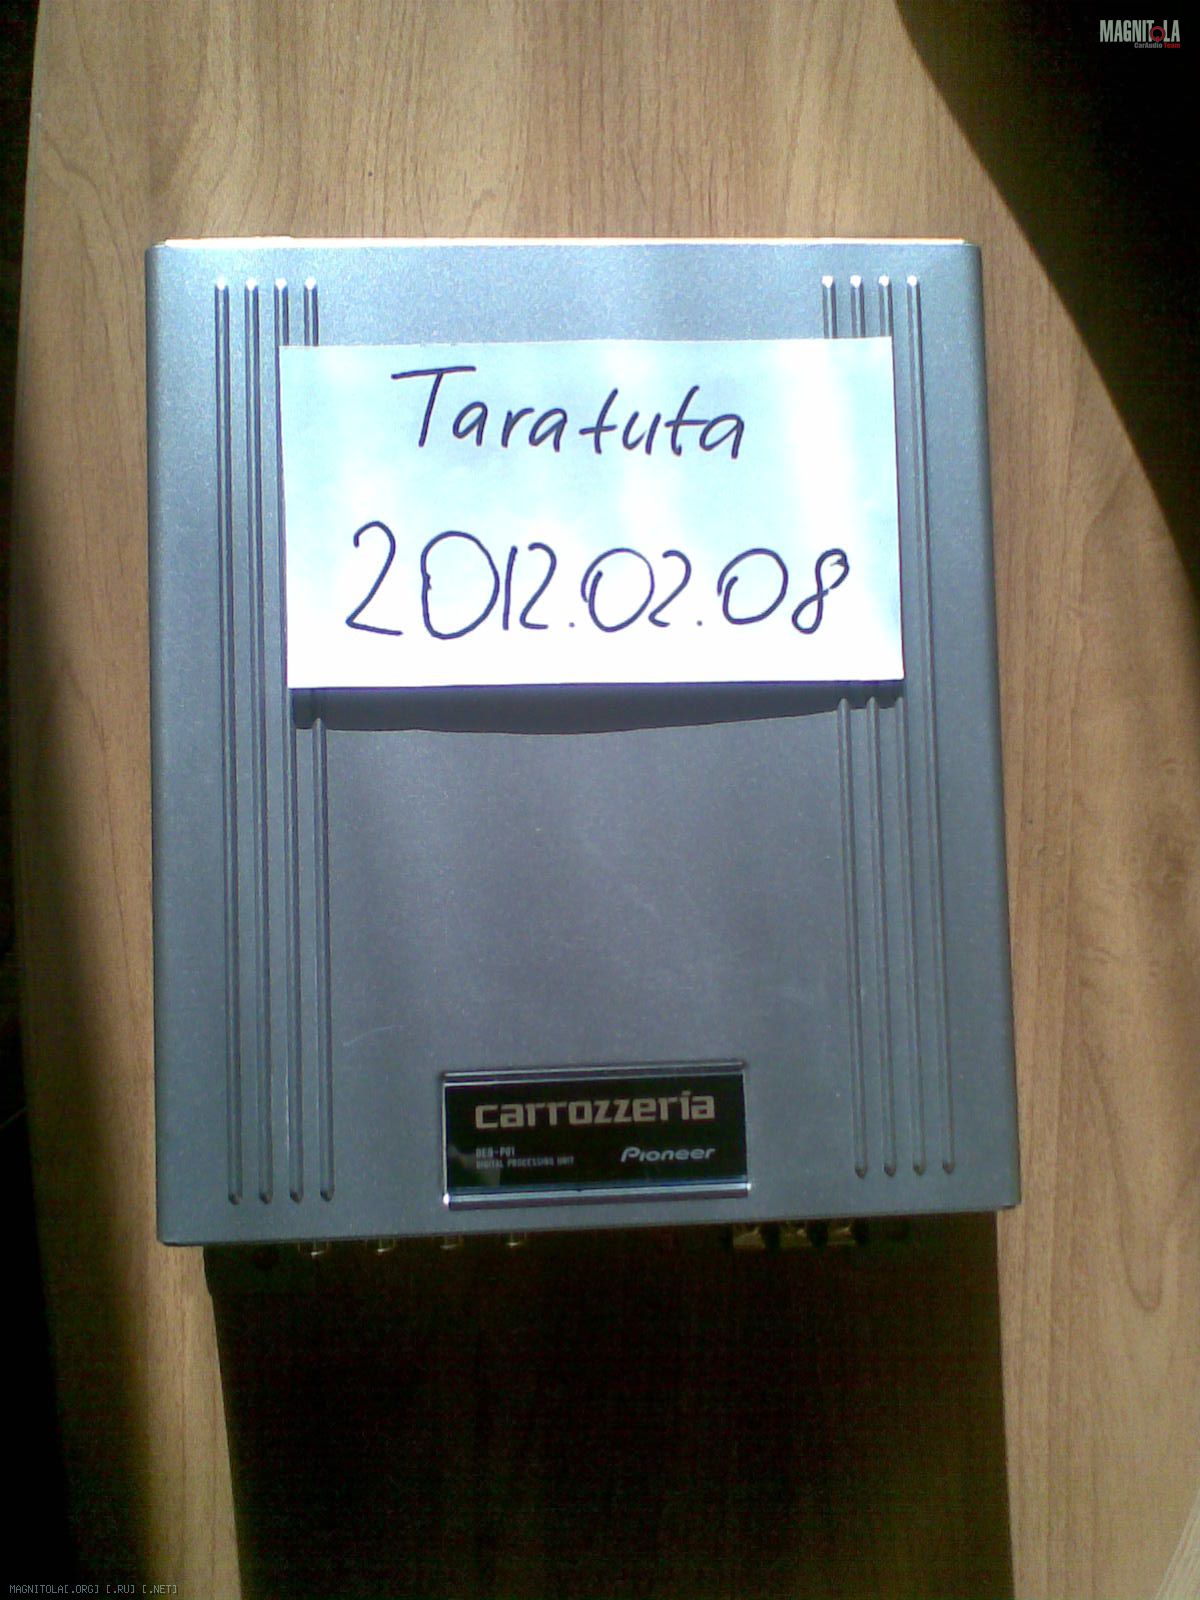 MAGNITOLA
CarAudio Team
Taratuta
2012.02.08
carrozzeria
DEQ-P01
DIGITAL PROCESSING UNIT
Pioneer
MAGNITOLA[.ORG] [.RU] [.NET]